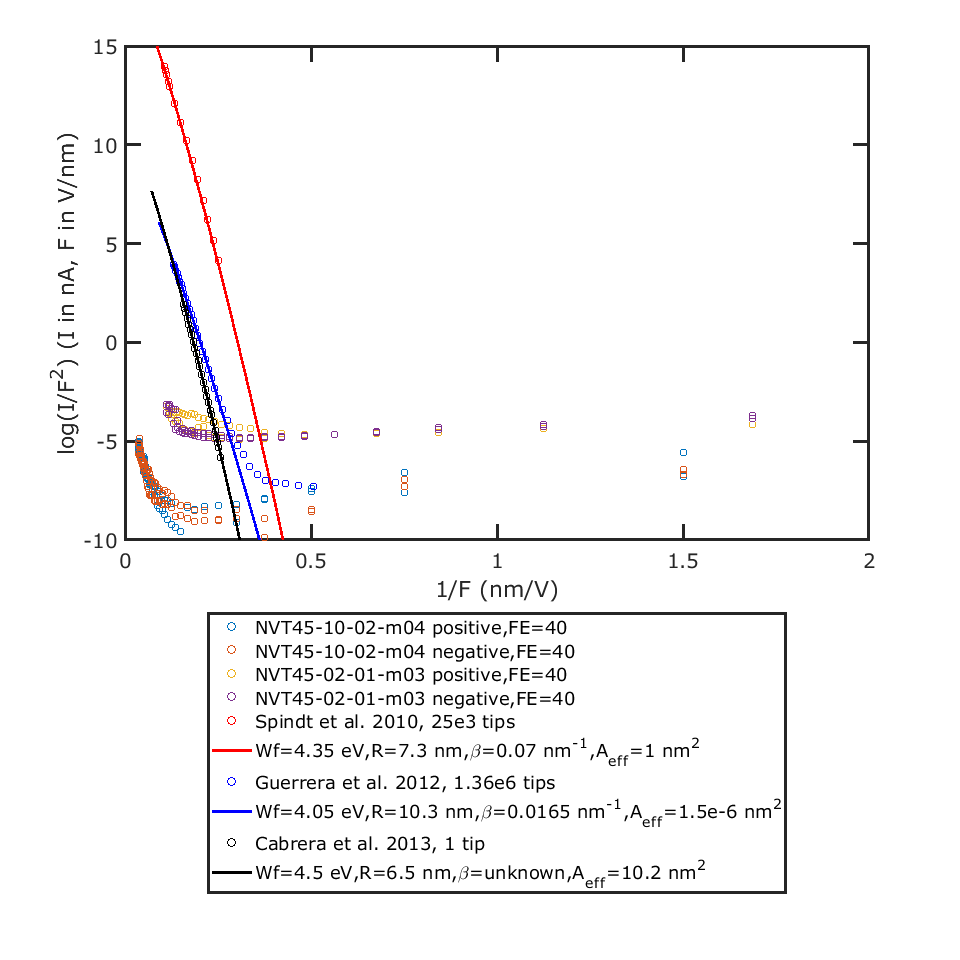 15
10
5
0
-5
-10
log(I/F²) (I in nA, F in V/nm)
0 0.5 1 1.5 2
1/F (nm/V)
NVT45-10-02-m04 positive,FE=40
NVT45-10-02-m04 negative,FE=40
NVT45-02-01-m03 positive,FE=40
NVT45-02-01-m03 negative,FE=40
Spindt et al. 2010, 25e3 tips
Wf=4.35 eV,R=7.3 nm,β=0.07 nm⁻¹,A_eff=1 nm²
Guerrera et al. 2012, 1.36e6 tips
Wf=4.05 eV,R=10.3 nm,β=0.0165 nm⁻¹,A_eff=1.5e-6 nm²
Cabrera et al. 2013, 1 tip
Wf=4.5 eV,R=6.5 nm,β=unknown,A_eff=10.2 nm²